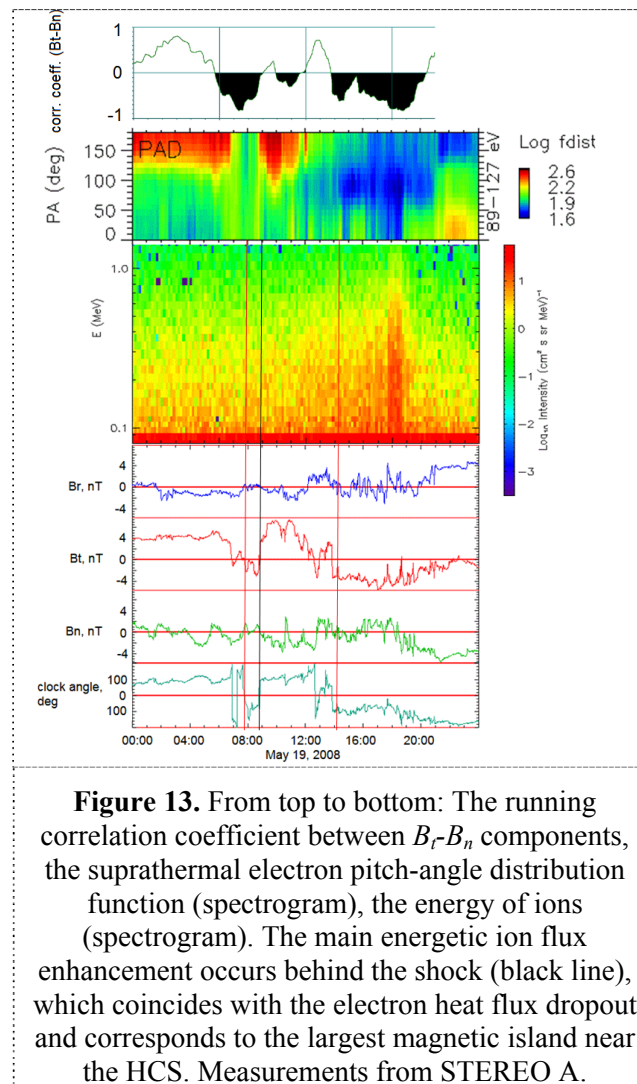 corr. coeff. (Bt-Bn)
1
0
-1
PA (deg)
150
100
50
0
PAD
89-127 eV
Log fdist
2.6
2.2
1.9
1.6
E (MeV)
1.0
0.1
1
0
-1
-2
-3
Log₁₀ Intensity (cm² s sr MeV)⁻¹
Br, nT
4
0
-4
Bt, nT
4
0
-4
Bn, nT
4
0
-4
clock angle,
deg
100
0
100
00:00 04:00 08:00 12:00 16:00 20:00
May 19, 2008
Figure 13. From top to bottom: The running
correlation coefficient between Bt-Bn components,
the suprathermal electron pitch-angle distribution
function (spectrogram), the energy of ions
(spectrogram). The main energetic ion flux
enhancement occurs behind the shock (black line),
which coincides with the electron heat flux dropout
and corresponds to the largest magnetic island near
the HCS. Measurements from STEREO A.